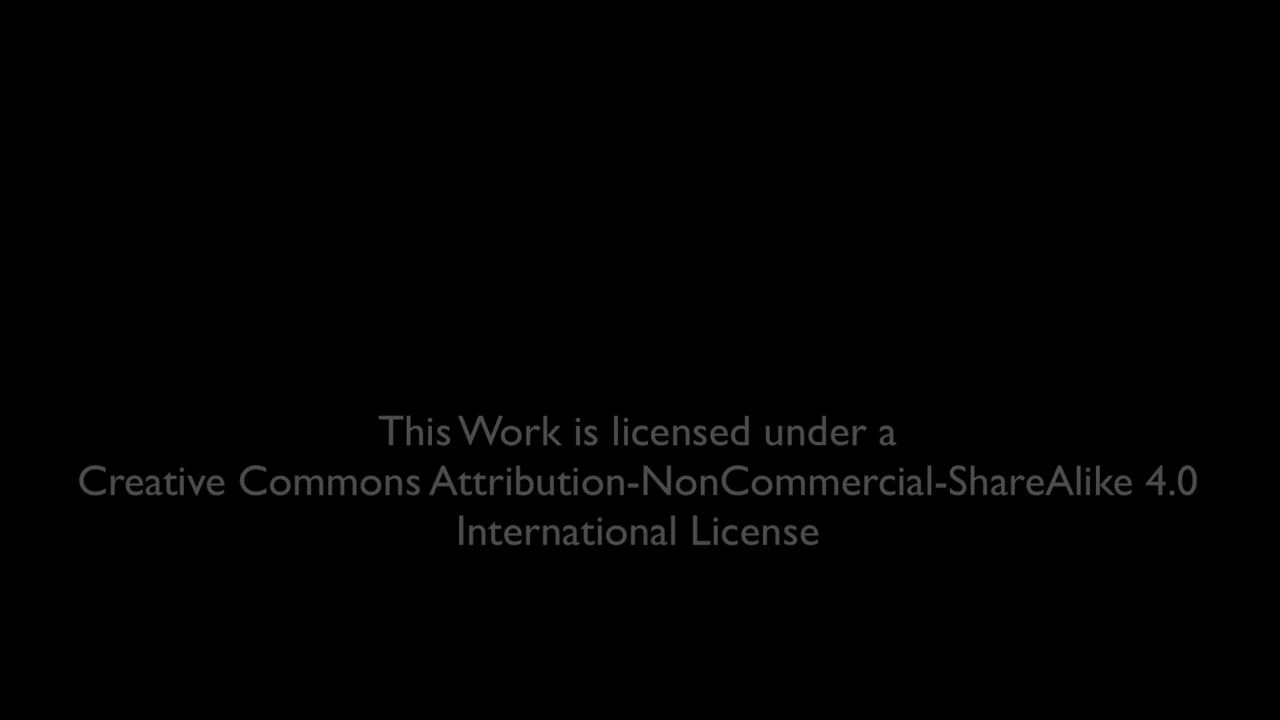 This Work is licensed under a
Creative Commons Attribution-NonCommercial-ShareAlike 4.0
International License